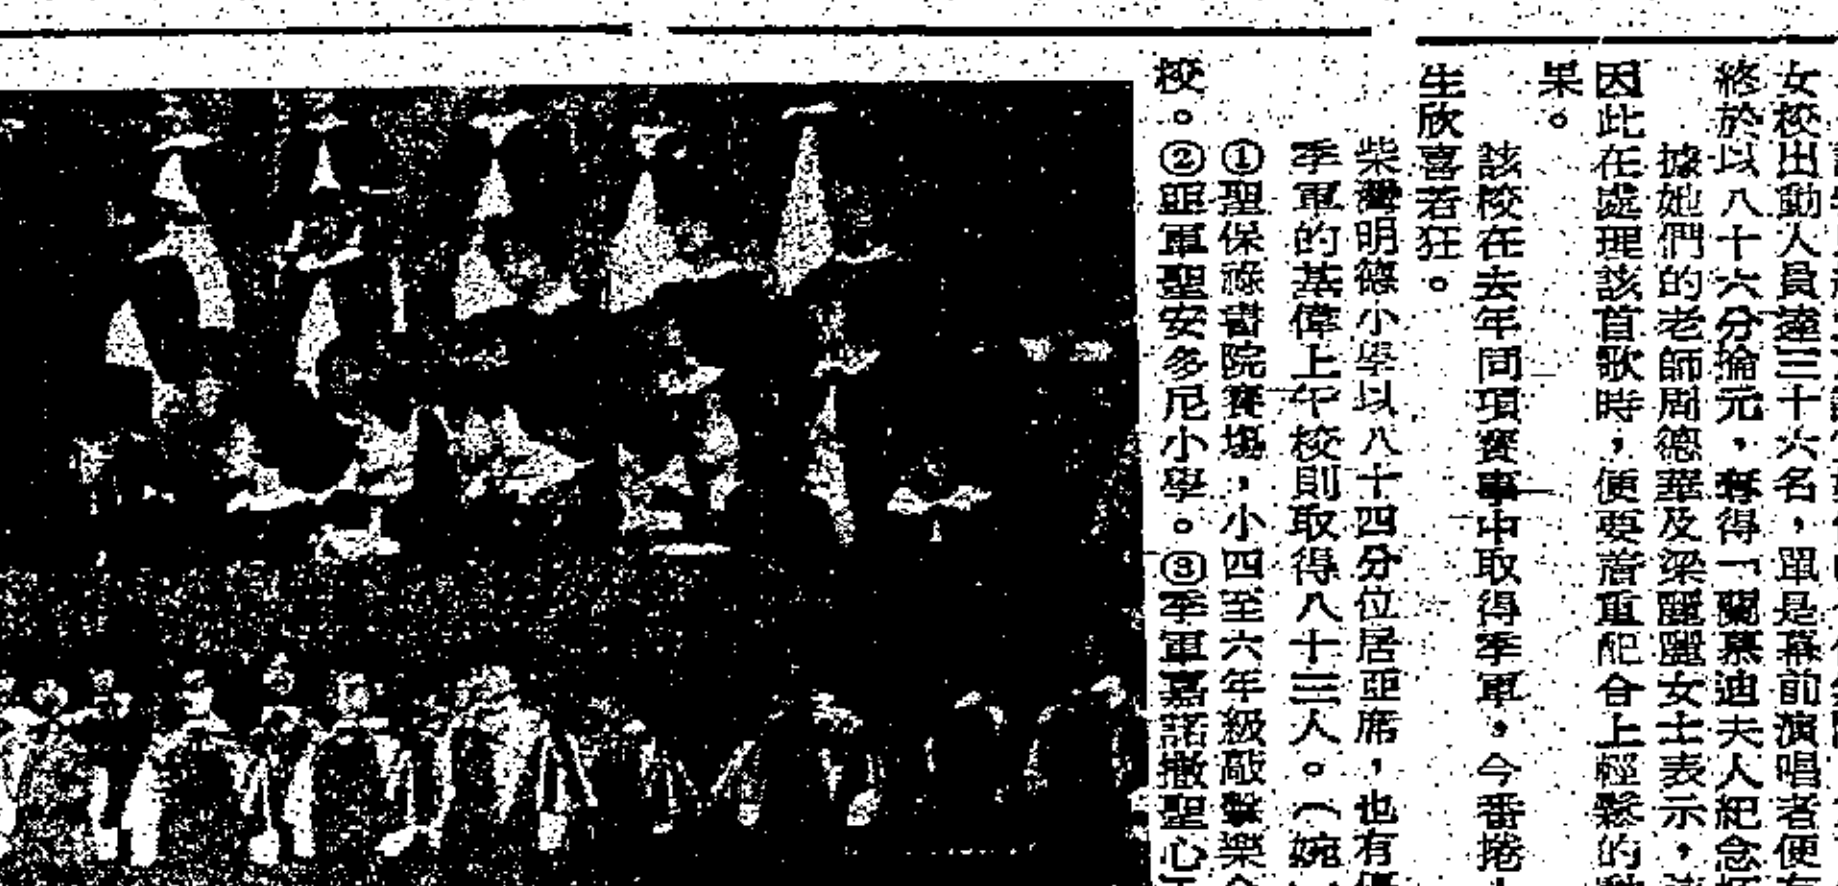 女校出動人員達三十六名，單是幕前演唱者便
終於以八十六分掄元，奪得「蘭慕迪夫人紀念
據她們的老師周德華及梁麗麗女士表示，
因此在處理該首歌時，便要着重配合上輕鬆的
果。
該校在去年同項賽事中取得季軍，今番捲
生欣喜若狂。
柴灣明德小學以八十四分位居亞席，也有
季軍的基偉上午校則取得八十三人。（婉
①聖保祿書院賽場，小四至六年級敲擊樂
校。②亞軍聖安多尼小學。③季軍嘉諾撒聖心